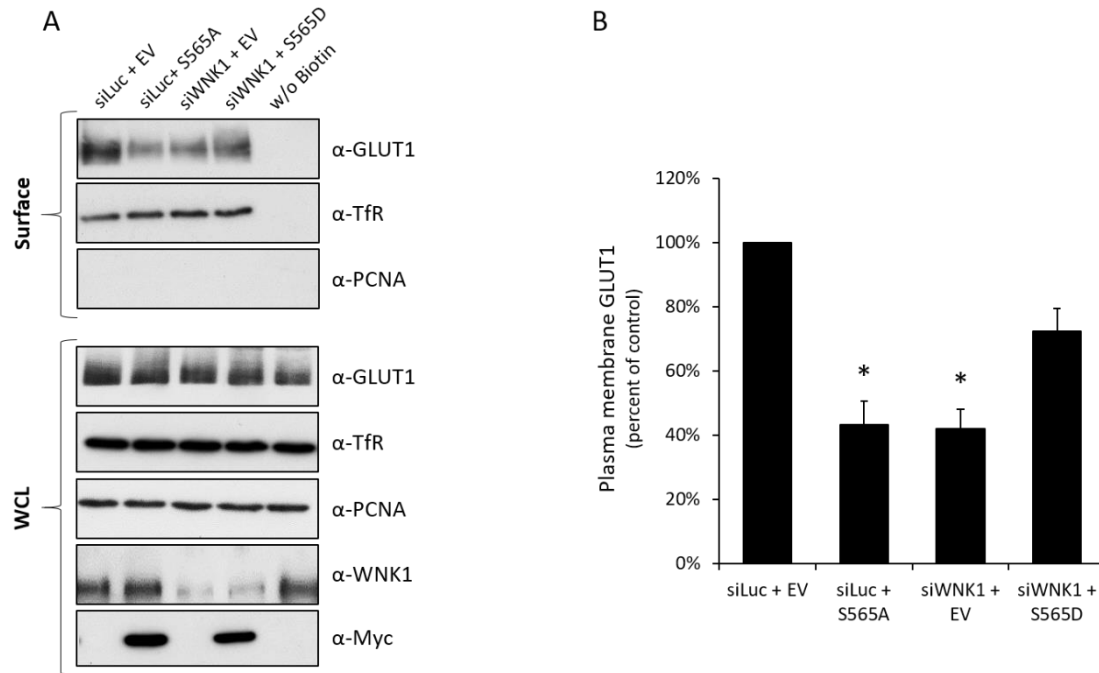 A
siLuc + EV
siLuc+ S565A
siWNK1 + EV
siWNK1 + S565D
w/o Biotin
Surface
α-GLUT1
α-TfR
α-PCNA
WCL
α-GLUT1
α-TfR
α-PCNA
α-WNK1
α-Myc
B
Plasma membrane GLUT1
(percent of control)
120%
100%
80%
60%
40%
20%
0%
*
*
siLuc + EV
siLuc +
S565A
siWNK1 +
EV
siWNK1 +
S565D